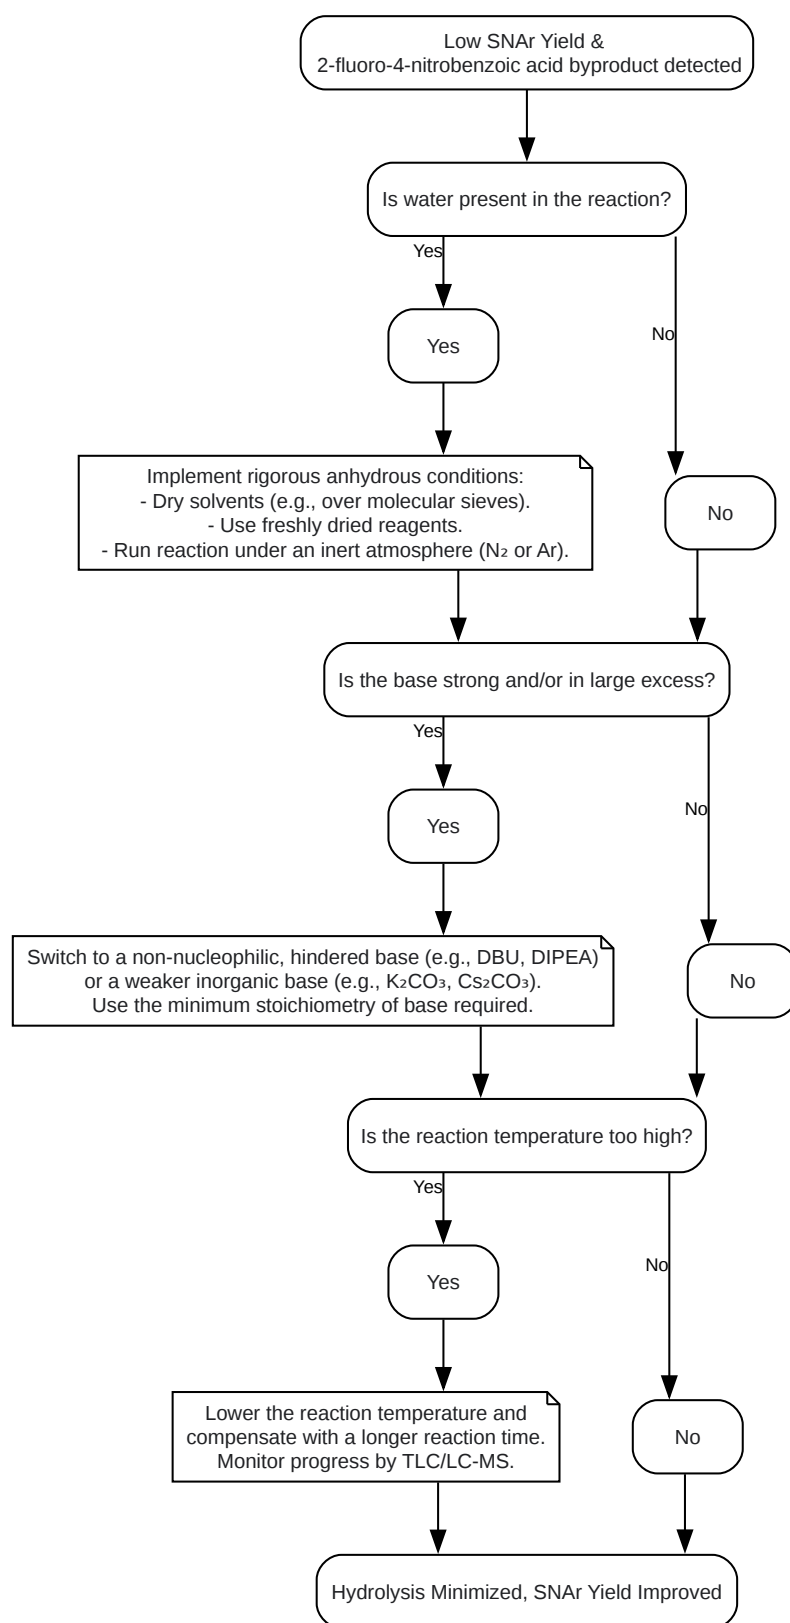 Low SNAr Yield &
2-fluoro-4-nitrobenzoic acid byproduct detected
Is water present in the reaction?
Yes
No
Yes
Implement rigorous anhydrous conditions:
- Dry solvents (e.g., over molecular sieves).
- Use freshly dried reagents.
- Run reaction under an inert atmosphere (N₂ or Ar).
No
Is the base strong and/or in large excess?
Yes
No
Yes
Switch to a non-nucleophilic, hindered base (e.g., DBU, DIPEA)
or a weaker inorganic base (e.g., K₂CO₃, Cs₂CO₃).
Use the minimum stoichiometry of base required.
No
Is the reaction temperature too high?
Yes
No
Yes
Lower the reaction temperature and
compensate with a longer reaction time.
Monitor progress by TLC/LC-MS.
No
Hydrolysis Minimized, SNAr Yield Improved